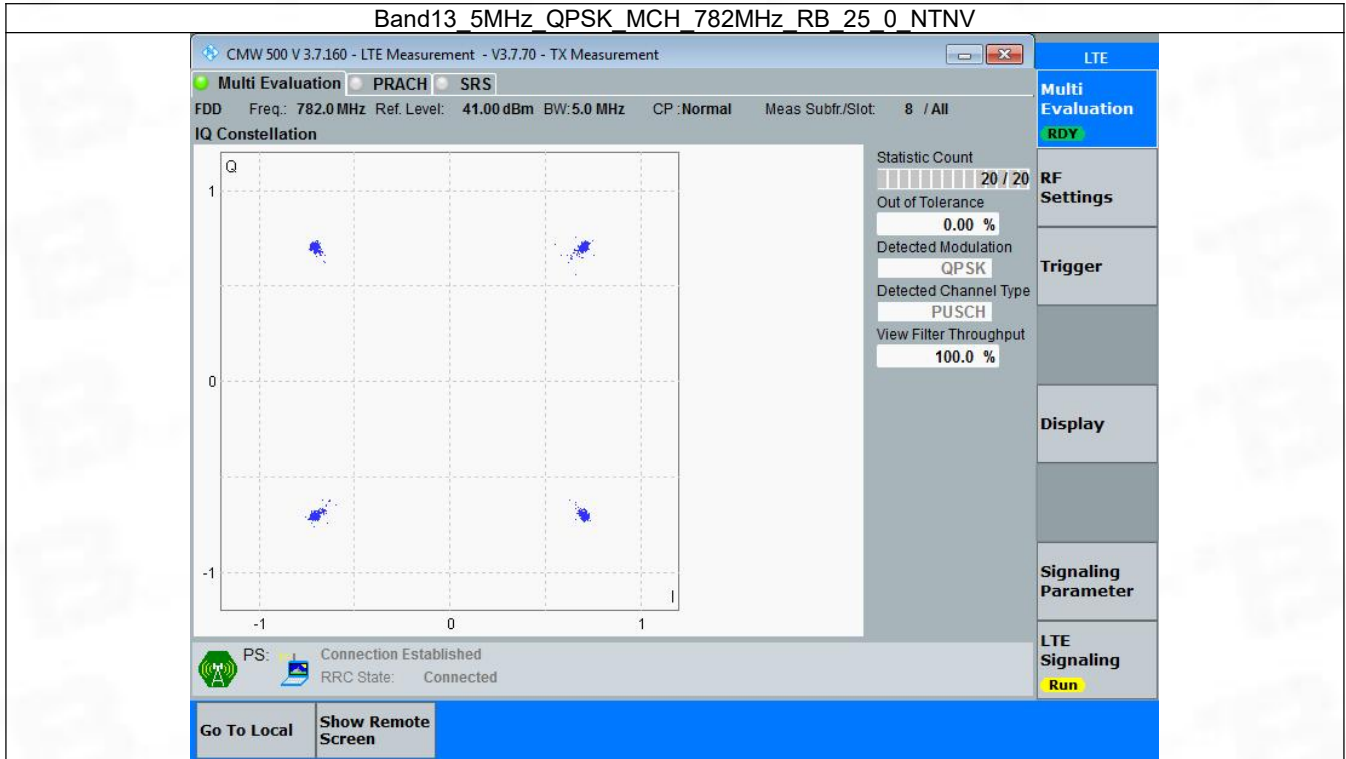 Band13_5MHz_QPSK_MCH_782MHz_RB_25_0_NTNV
CMW 500 V 3.7.160 - LTE Measurement - V3.7.70 - TX Measurement
LTE
Multi Evaluation PRACH SRS
Multi
Evaluation
RDY
FDD Freq.: 782.0 MHz Ref. Level: 41.00 dBm BW: 5.0 MHz CP : Normal Meas Subfr./Slot: 8 / All
IQ Constellation
Q
1
0
-1
I
-1 0 1
Statistic Count
20 / 20
Out of Tolerance
0.00 %
Detected Modulation
QPSK
Detected Channel Type
PUSCH
View Filter Throughput
100.0 %
RF
Settings
Trigger
Display
Signaling
Parameter
LTE
Signaling
Run
PS: Connection Established
RRC State: Connected
Go To Local
Show Remote
Screen